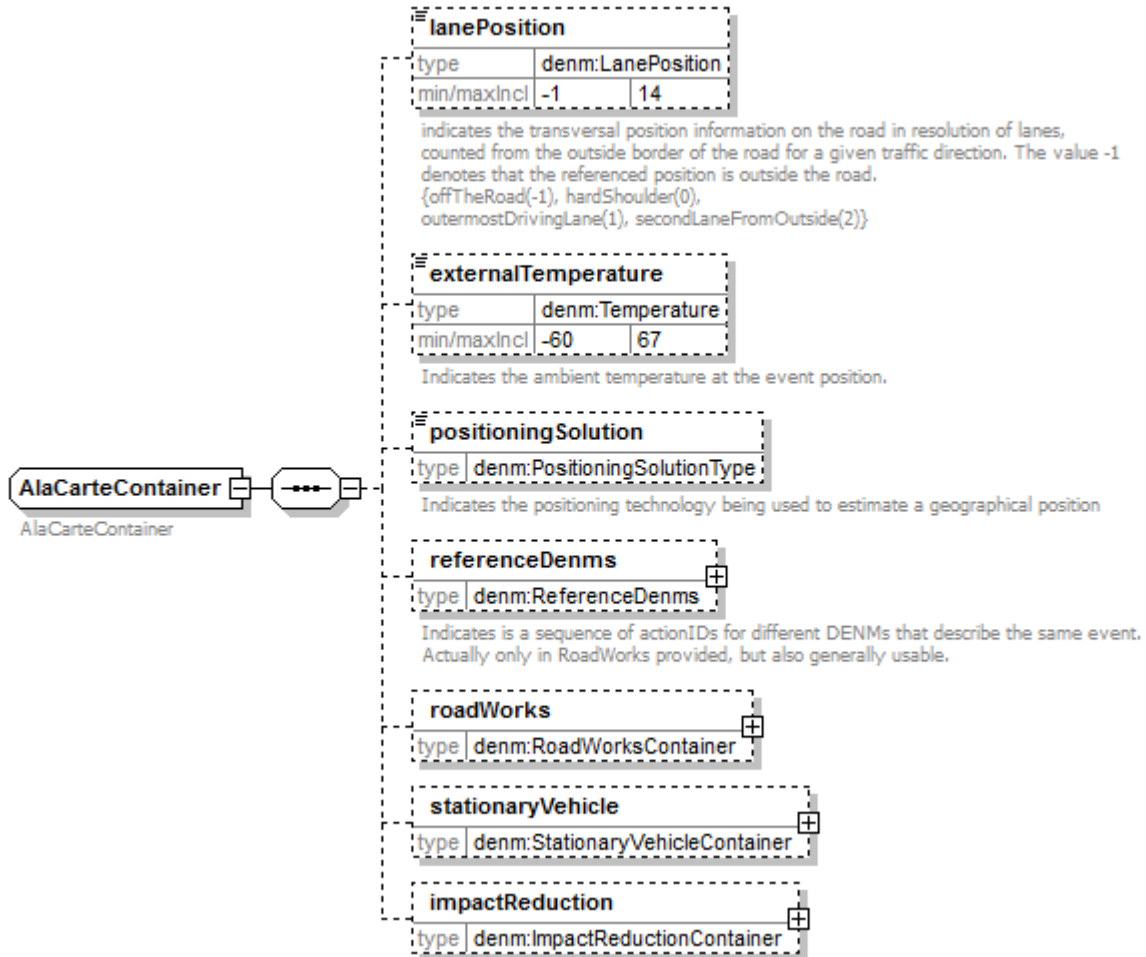 lanePosition
type denm:LanePosition
min/maxIncl -1 14
indicates the transversal position information on the road in resolution of lanes,
counted from the outside border of the road for a given traffic direction. The value -1
denotes that the referenced position is outside the road.
{offTheRoad(-1), hardShoulder(0),
outermostDrivingLane(1), secondLaneFromOutside(2)}
externalTemperature
type denm:Temperature
min/maxIncl -60 67
Indicates the ambient temperature at the event position.
positioningSolution
type denm:PositioningSolutionType
Indicates the positioning technology being used to estimate a geographical position
AlaCarteContainer
AlaCarteContainer
referenceDenms
type denm:ReferenceDenms
Indicates is a sequence of actionIDs for different DENMs that describe the same event.
Actually only in RoadWorks provided, but also generally usable.
roadWorks
type denm:RoadWorksContainer
stationaryVehicle
type denm:StationaryVehicleContainer
impactReduction
type denm:ImpactReductionContainer